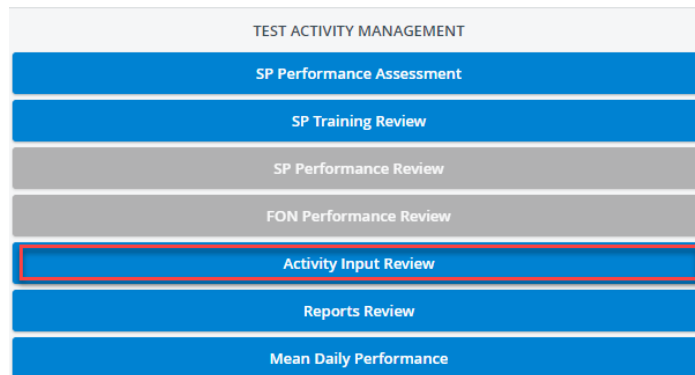 TEST ACTIVITY MANAGEMENT
SP Performance Assessment
SP Training Review
SP Performance Review
FON Performance Review
Activity Input Review
Reports Review
Mean Daily Performance